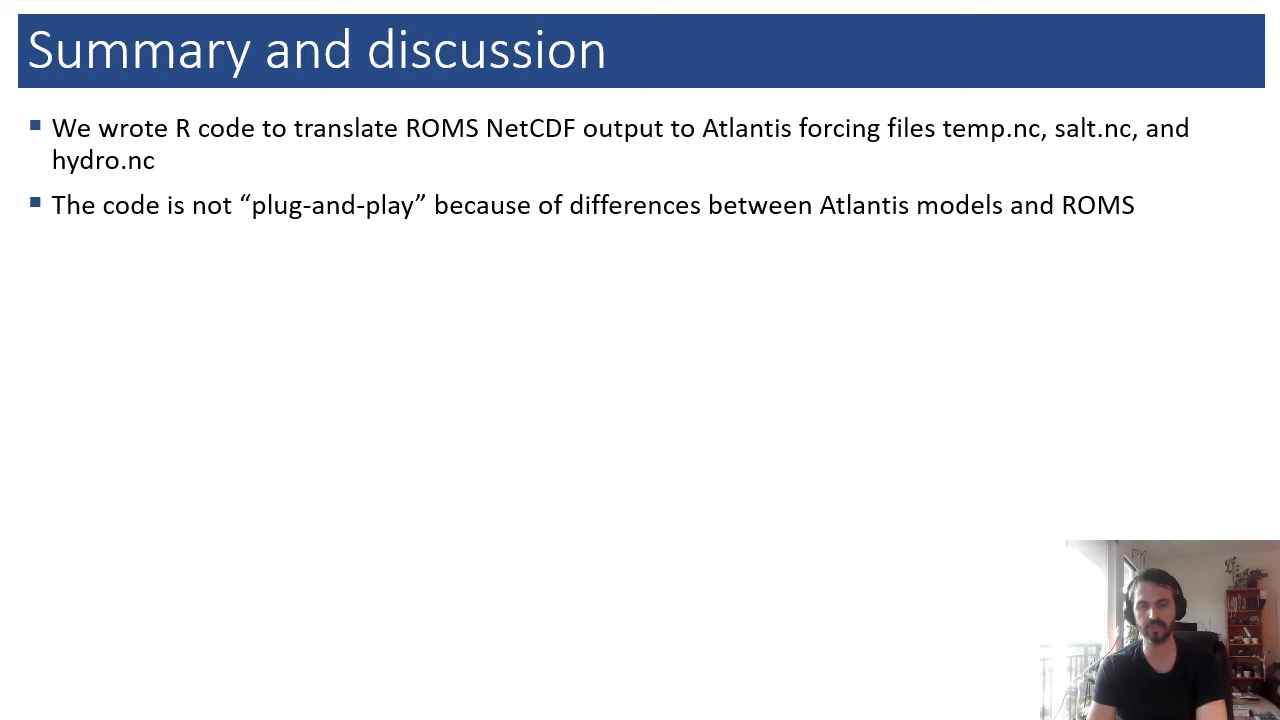 Summary and discussion
We wrote R code to translate ROMS NetCDF output to Atlantis forcing files temp.nc, salt.nc, and
hydro.nc
The code is not “plug-and-play” because of differences between Atlantis models and ROMS